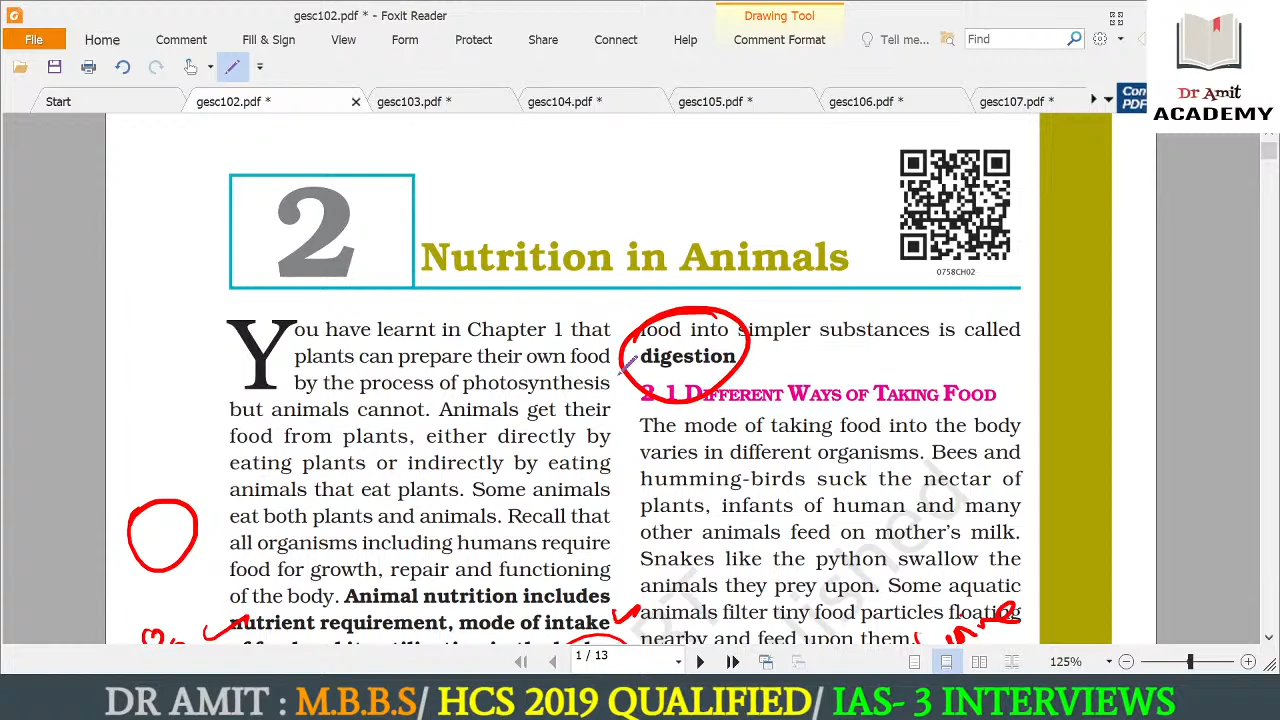 gesc102.pdf * - Foxit Reader
Drawing Tool
File Home Comment Fill & Sign View Form Protect Share Connect Help Comment Format Tell me... Find
Start gesc102.pdf * gesc103.pdf * gesc104.pdf * gesc105.pdf * gesc106.pdf * gesc107.pdf *
Con
PDF
Dr Amit
ACADEMY
2
Nutrition in Animals
0758CH02
You have learnt in Chapter 1 that
plants can prepare their own food
by the process of photosynthesis
but animals cannot. Animals get their
food from plants, either directly by
eating plants or indirectly by eating
animals that eat plants. Some animals
eat both plants and animals. Recall that
all organisms including humans require
food for growth, repair and functioning
of the body. Animal nutrition includes
nutrient requirement, mode of intake
food into simpler substances is called
digestion
2.1 DIFFERENT WAYS OF TAKING FOOD
The mode of taking food into the body
varies in different organisms. Bees and
humming-birds suck the nectar of
plants, infants of human and many
other animals feed on mother's milk.
Snakes like the python swallow the
animals they prey upon. Some aquatic
animals filter tiny food particles floating
nearby and feed upon them.
1 / 13
125%
DR AMIT : M.B.B.S/ HCS 2019 QUALIFIED/ IAS- 3 INTERVIEWS